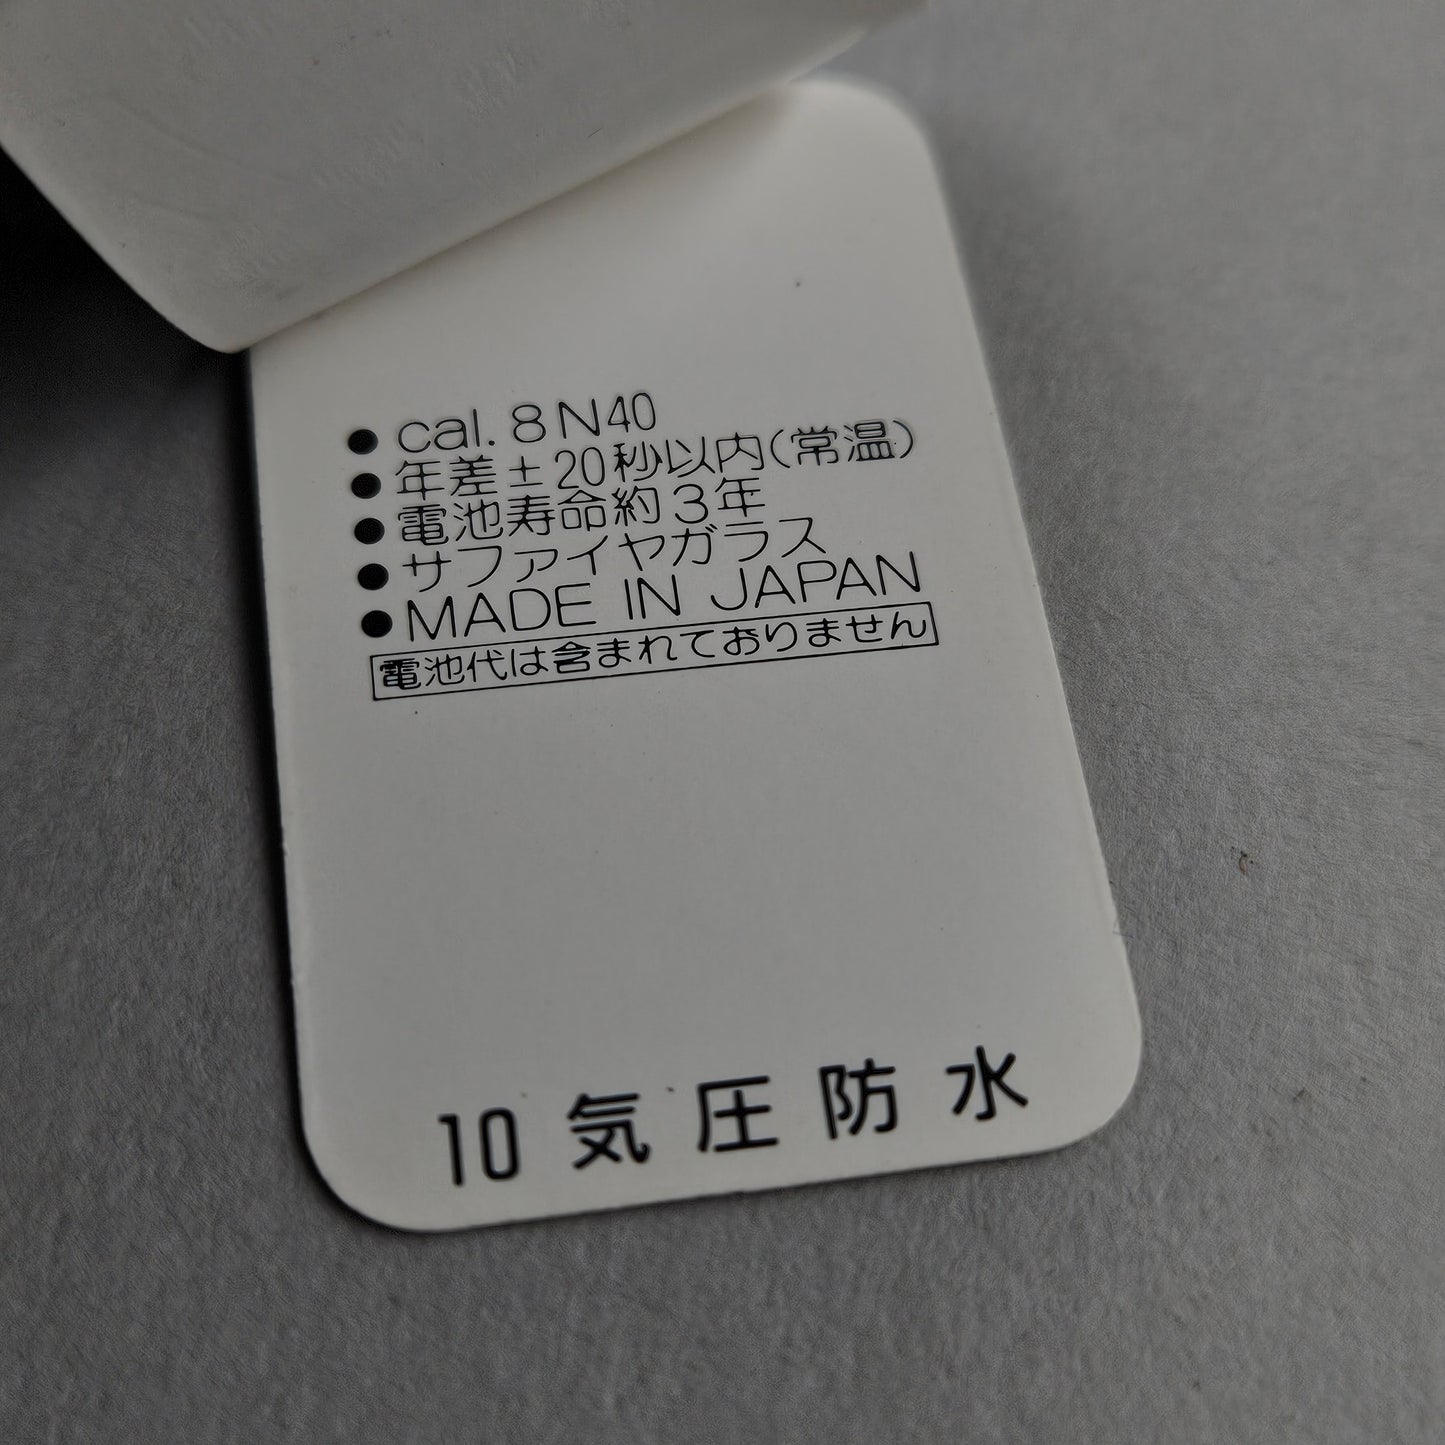 ● cal. 8N40
● 年差±20秒以内(常温)
● 電池寿命約3年
● サファイヤガラス
● MADE IN JAPAN
電池代は含まれておりません
10気圧防水